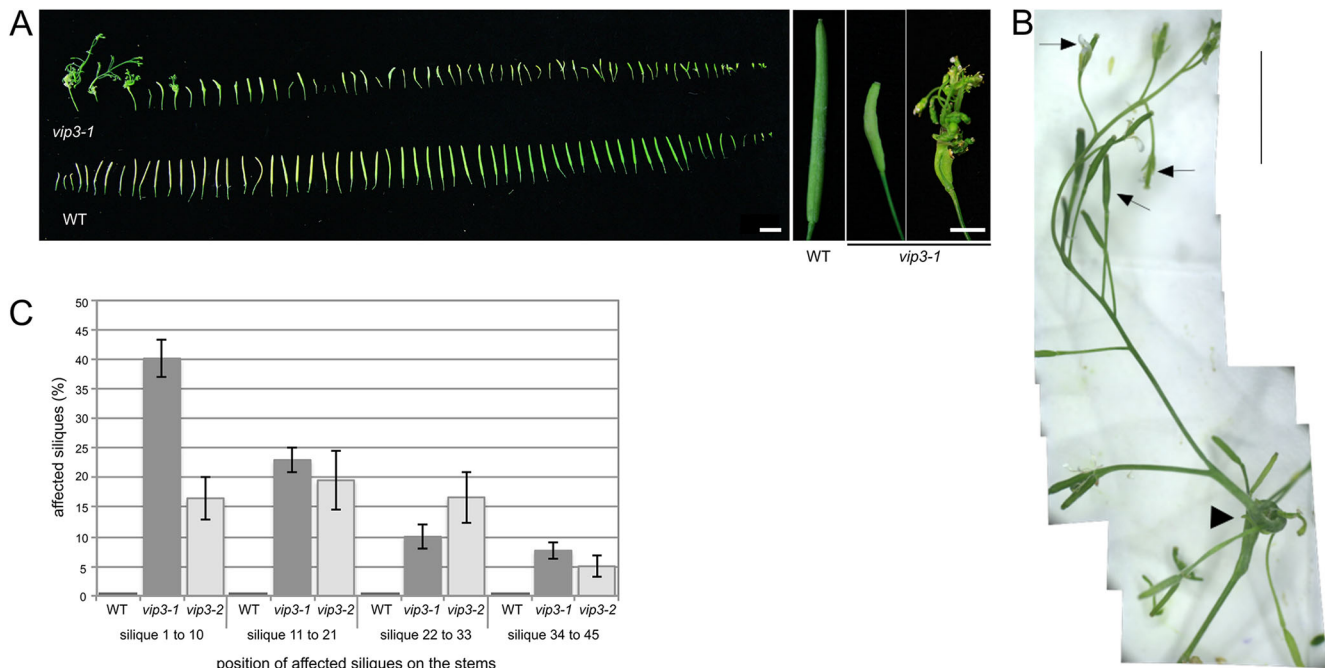 A
vip3-1
WT
WT
vip3-1
B
C
affected siliques (%)
50
45
40
35
30
25
20
15
10
5
0
WT vip3-1 vip3-2 WT vip3-1 vip3-2 WT vip3-1 vip3-2 WT vip3-1 vip3-2
silique 1 to 10 silique 11 to 21 silique 22 to 33 silique 34 to 45
position of affected siliques on the stems